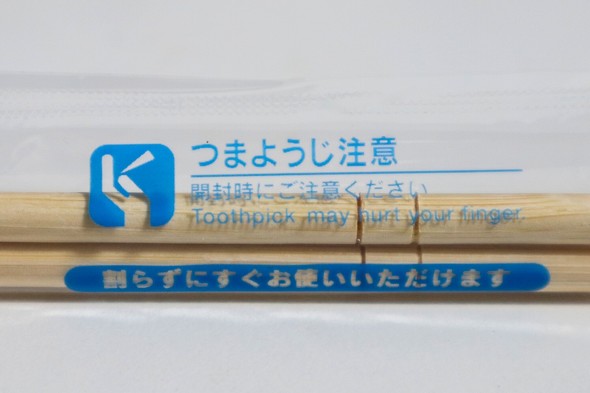 つまようじ注意
開封時にご注意ください
Toothpick may hurt your finger.
割らずにすぐお使いいただけます